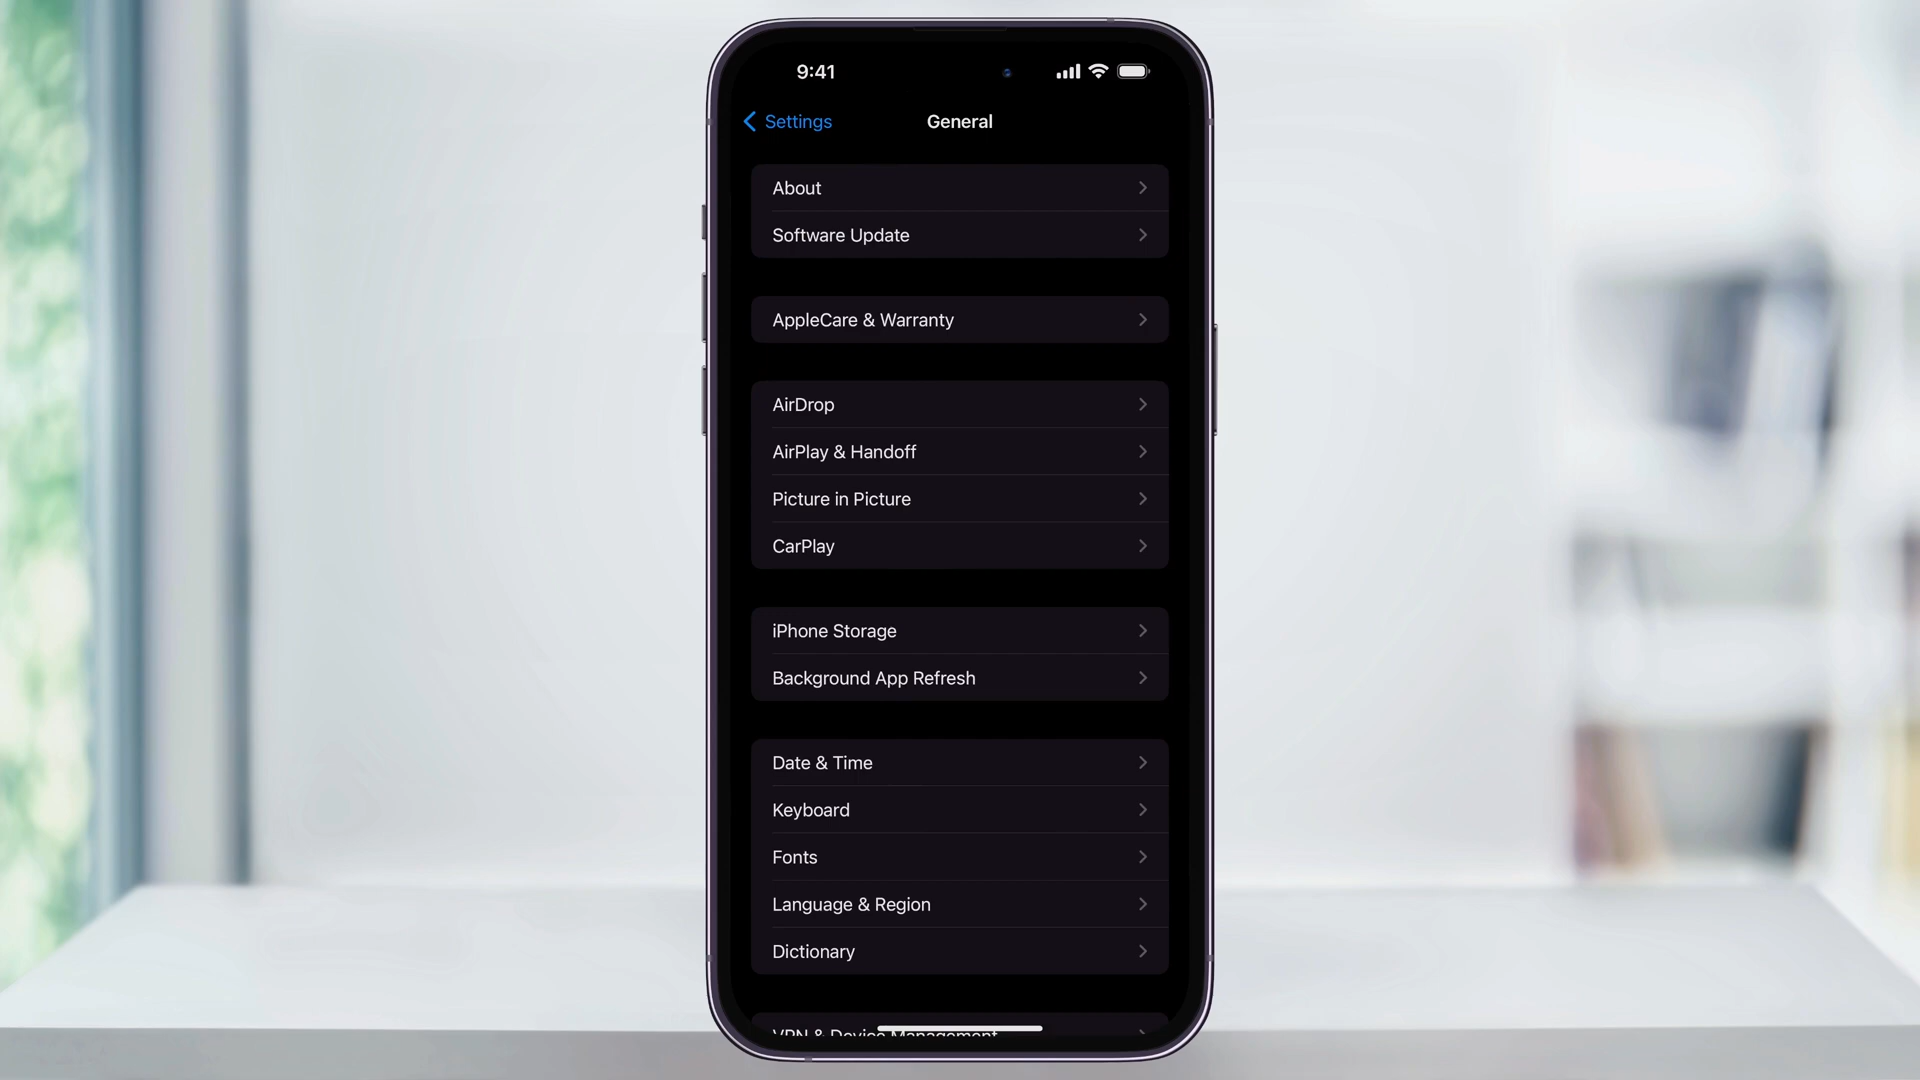 9:41
Settings
General
About
Software Update
AppleCare & Warranty
AirDrop
AirPlay & Handoff
Picture in Picture
CarPlay
iPhone Storage
Background App Refresh
Date & Time
Keyboard
Fonts
Language & Region
Dictionary
VPN & Device Management